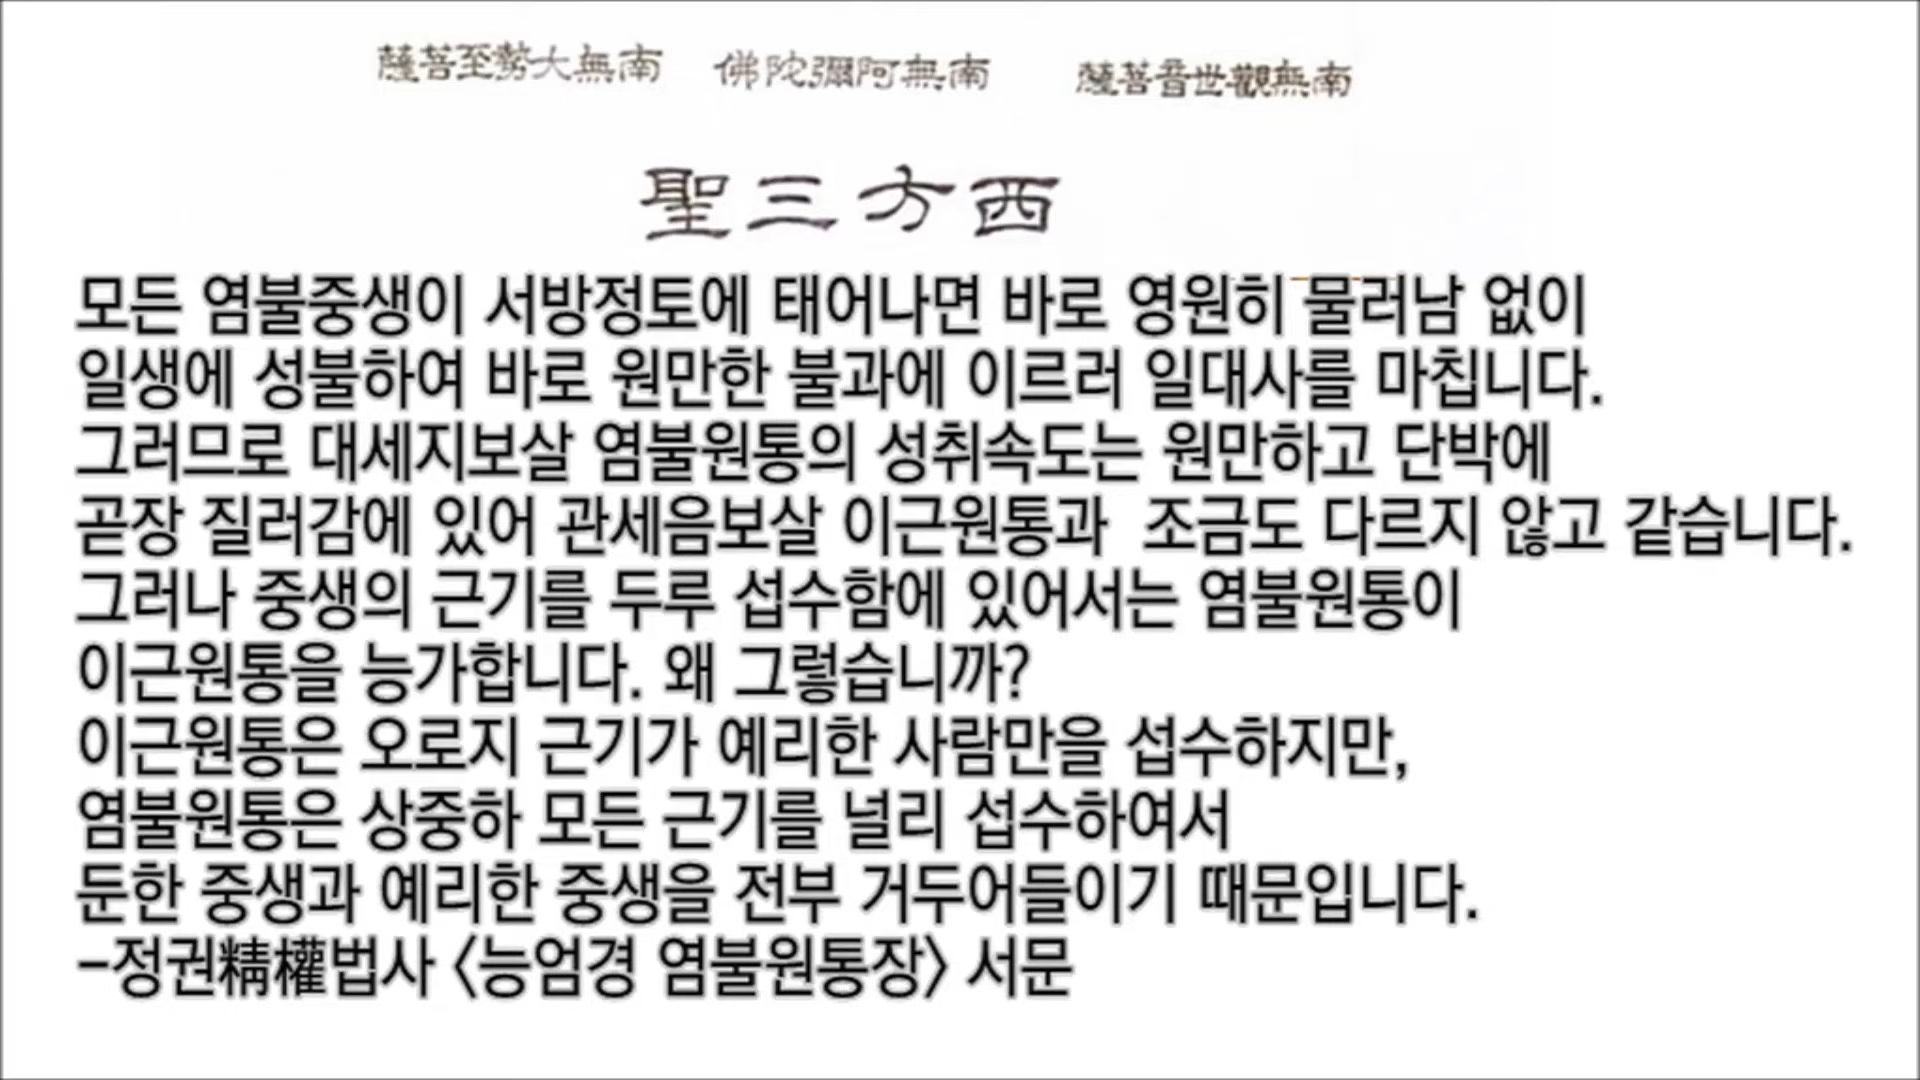 南無大勢至菩薩 南無阿彌陀佛 南無觀世音菩薩
西方三聖
모든 염불중생이 서방정토에 태어나면 바로 영원히 물러남 없이
일생에 성불하여 바로 원만한 불과에 이르러 일대사를 마칩니다.
그러므로 대세지보살 염불원통의 성취속도는 원만하고 단박에
곧장 질러감에 있어 관세음보살 이근원통과 조금도 다르지 않고 같습니다.
그러나 중생의 근기를 두루 섭수함에 있어서는 염불원통이
이근원통을 능가합니다. 왜 그렇습니까?
이근원통은 오로지 근기가 예리한 사람만을 섭수하지만,
염불원통은 상중하 모든 근기를 널리 섭수하여서
둔한 중생과 예리한 중생을 전부 거두어들이기 때문입니다.
-정권精權법사 〈능엄경 염불원통장〉 서문